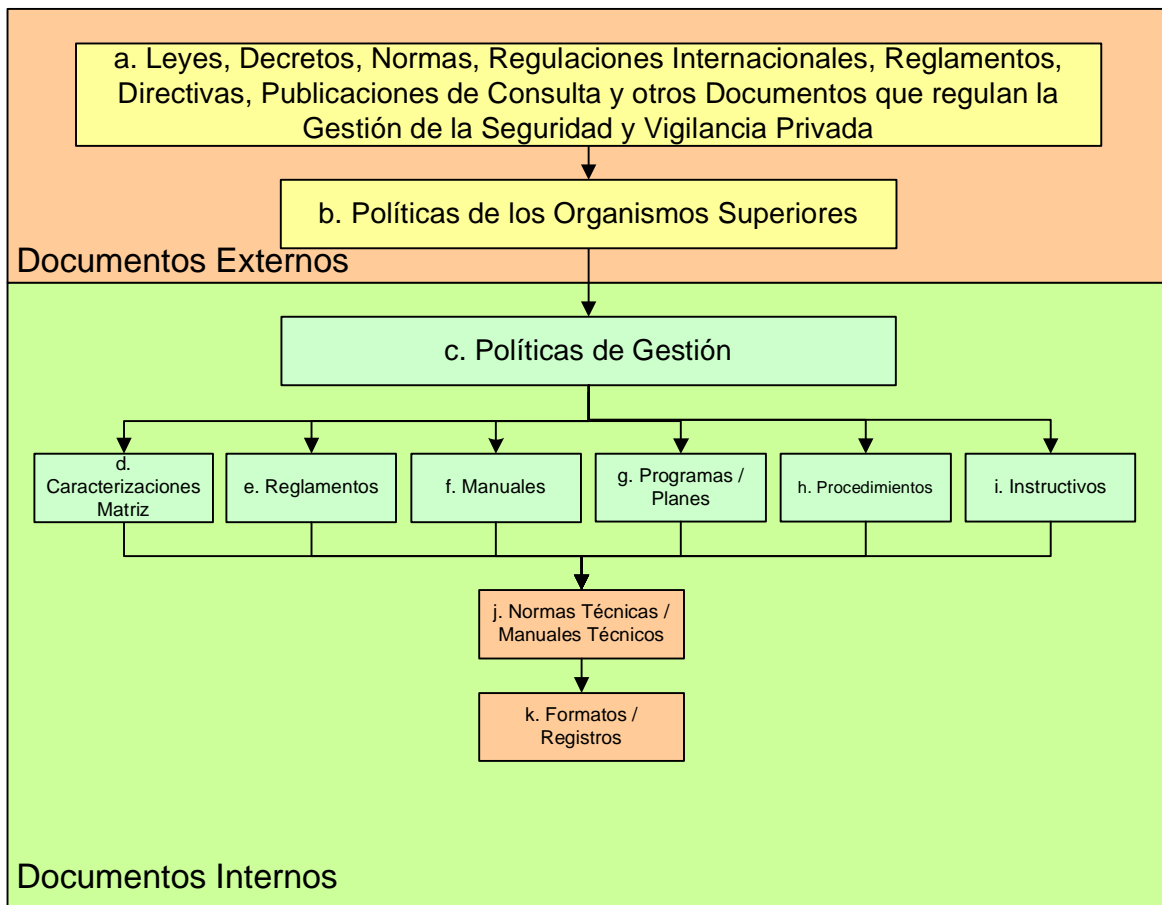 a. Leyes, Decretos, Normas, Regulaciones Internacionales, Reglamentos,
Directivas, Publicaciones de Consulta y otros Documentos que regulan la
Gestión de la Seguridad y Vigilancia Privada
b. Políticas de los Organismos Superiores
Documentos Externos
c. Políticas de Gestión
d.
Caracterizaciones
Matriz
e. Reglamentos
f. Manuales
g. Programas /
Planes
h. Procedimientos
i. Instructivos
j. Normas Técnicas /
Manuales Técnicos
k. Formatos /
Registros
Documentos Internos